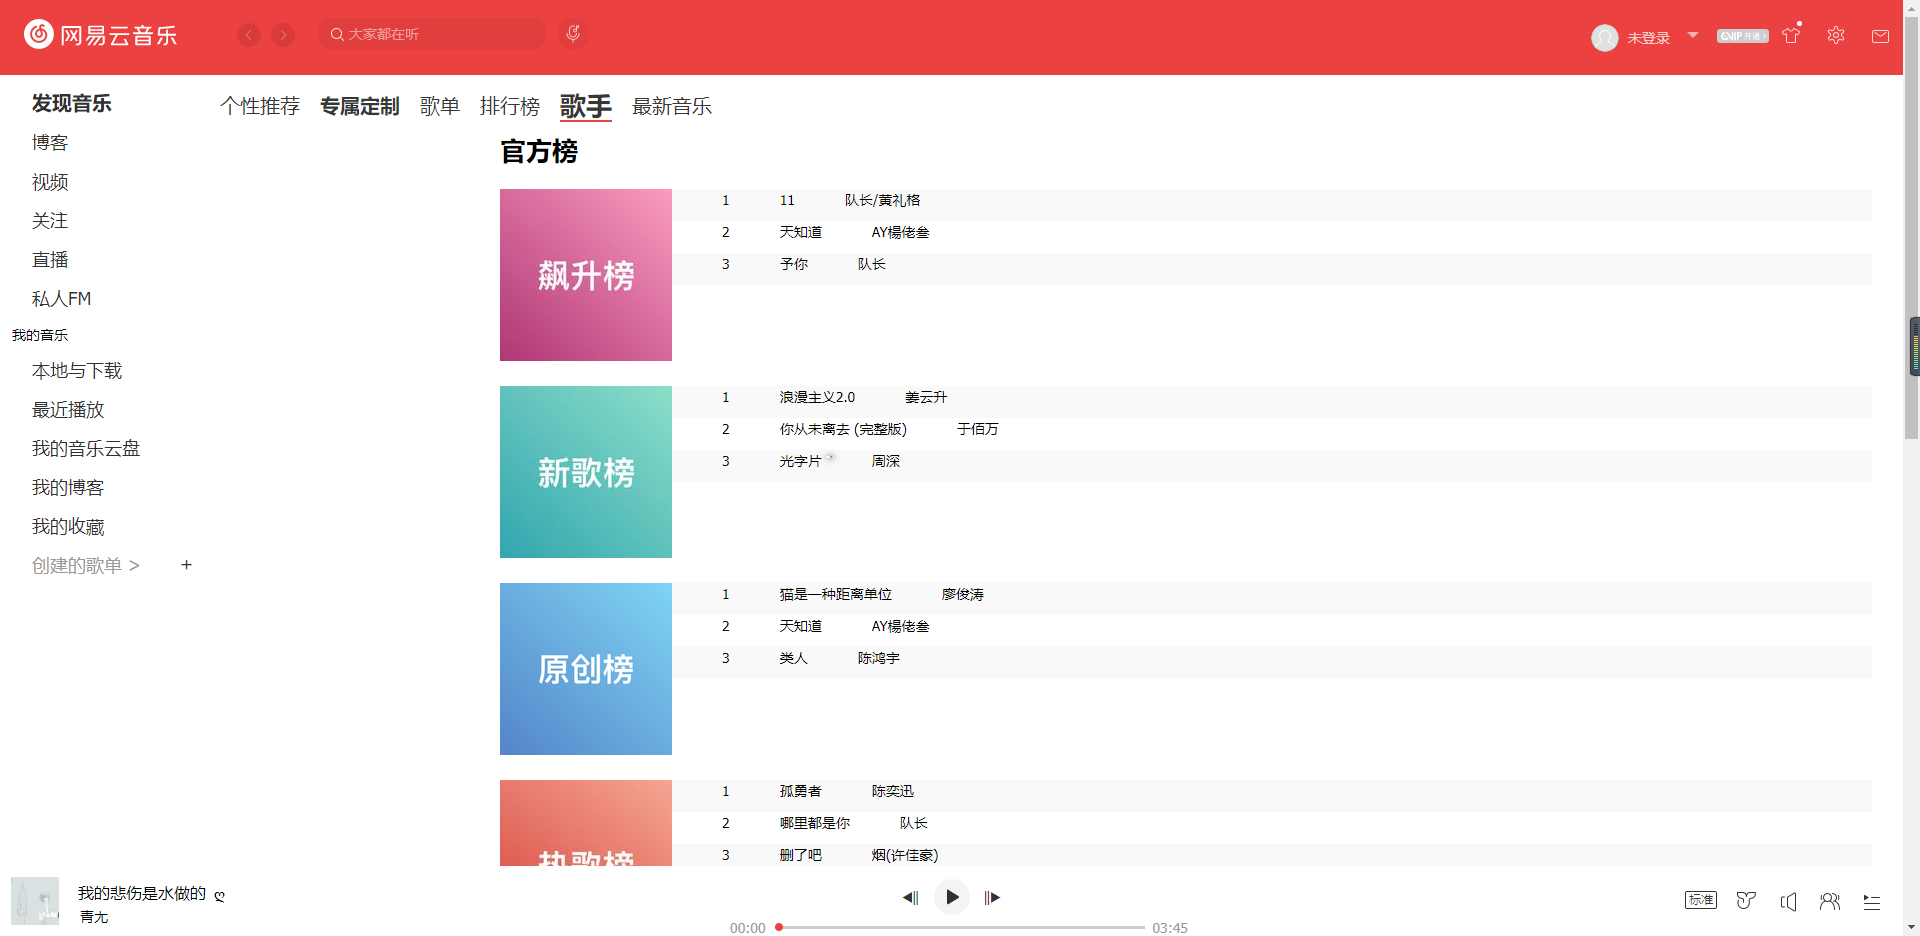 网易云音乐
大家都在听
未登录
VIP开通
发现音乐
博客
视频
关注
直播
私人FM
我的音乐
本地与下载
最近播放
我的音乐云盘
我的博客
我的收藏
创建的歌单 >
+
个性推荐 专属定制 歌单 排行榜 歌手 最新音乐
官方榜
飙升榜
1 11 队长/黄礼格
2 天知道 AY楊佬叁
3 予你 队长
新歌榜
1 浪漫主义2.0 姜云升
2 你从未离去 (完整版) 于佰万
3 光字片 周深
原创榜
1 猫是一种距离单位 廖俊涛
2 天知道 AY楊佬叁
3 类人 陈鸿宇
热歌榜
1 孤勇者 陈奕迅
2 哪里都是你 队长
3 删了吧 烟(许佳豪)
我的悲伤是水做的 ღ
青尢
00:00
03:45
标准